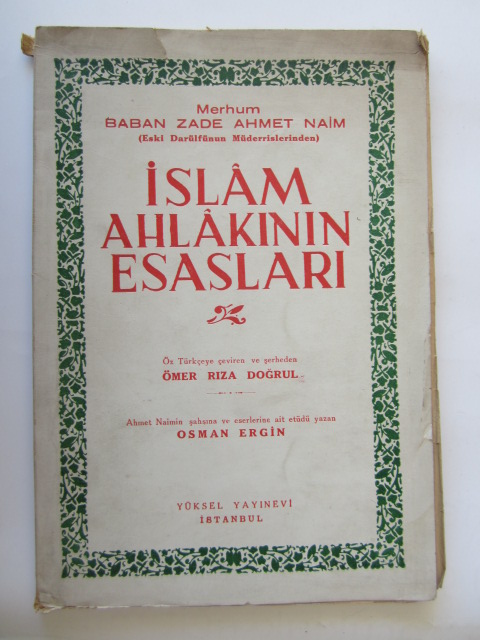 Merhum
BABAN ZADE AHMET NAİM
(Eski Darülfünun Müderrislerinden)
İSLÂM
AHLÂKININ
ESASLARI
Öz Türkçeye çeviren ve şerheden
ÖMER RIZA DOĞRUL
Ahmet Naimin şahsına ve eserlerine ait etüdü yazan
OSMAN ERGİN
YÜKSEL YAYINEVİ
İSTANBUL